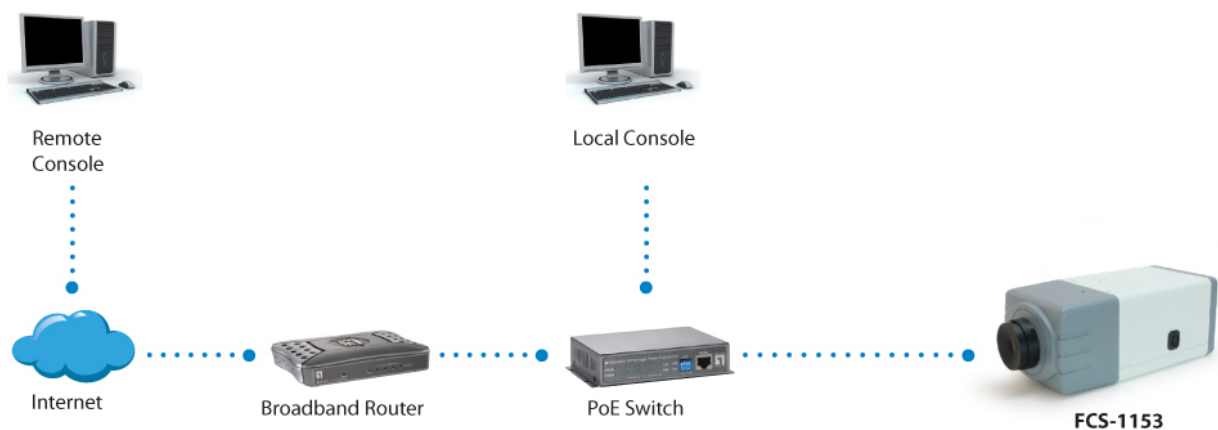 Remote
Console
Local Console
Internet
Broadband Router
PoE Switch
FCS-1153